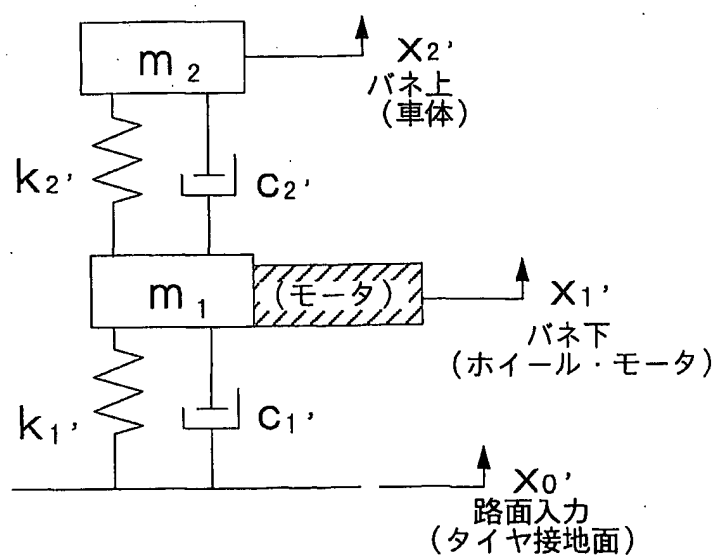 m₂
x₂'
バネ上
(車体)
k₂'
c₂'
m₁
(モータ)
x₁'
バネ下
(ホイール・モータ)
k₁'
c₁'
x₀'
路面入力
(タイヤ接地面)